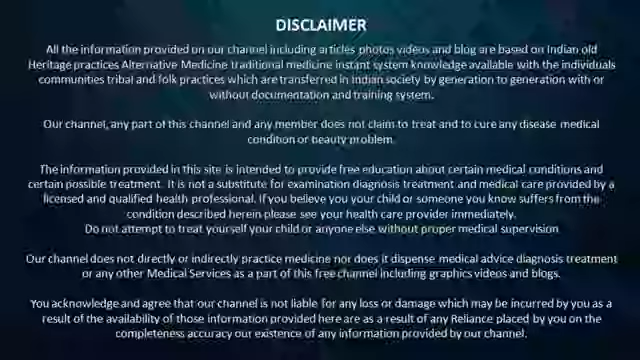 DISCLAIMER
All the information provided on our channel including articles photos videos and blog are based on Indian old
Heritage practices Alternative Medicine traditional medicine instant system knowledge available with the individuals
communities tribal and folk practices which are transferred in Indian society by generation to generation with or
without documentation and training system.
Our channel, any part of this channel and any member does not claim to treat and to cure any disease medical
condition or beauty problem.
The information provided in this site is intended to provide free education about certain medical conditions and
certain possible treatment. It is not a substitute for examination diagnosis treatment and medical care provided by a
licensed and qualified health professional. If you believe you your child or someone you know suffers from the
condition described herein please see your health care provider immediately.
Do not attempt to treat yourself your child or anyone else without proper medical supervision
Our channel does not directly or indirectly practice medicine nor does it dispense medical advice diagnosis treatment
or any other Medical Services as a part of this free channel including graphics videos and blogs.
You acknowledge and agree that our channel is not liable for any loss or damage which may be incurred by you as a
result of the availability of those information provided here are as a result of any Reliance placed by you on the
completeness accuracy our existence of any information provided by our channel.